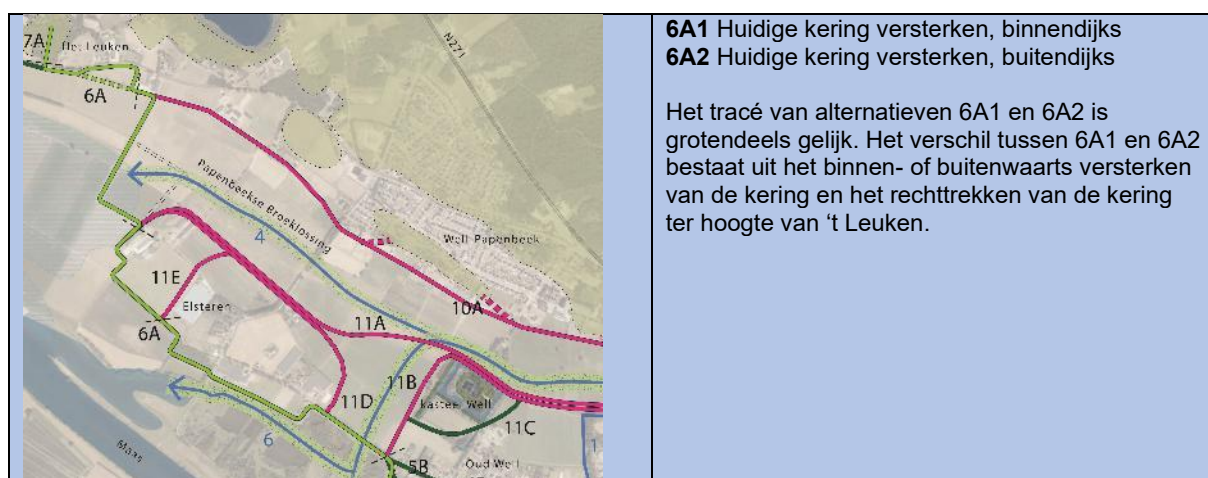 7A
Het Leuken
N271
6A
Papenbeekse Broeklossing
4
Well-Papenbeek
11E
Elsteren
10A
6A
11A
11B
11D
kasteel Well
11C
6
1
Maas
5B
Oud Well
6A1 Huidige kering versterken, binnendijks
6A2 Huidige kering versterken, buitendijks
Het tracé van alternatieven 6A1 en 6A2 is
grotendeels gelijk. Het verschil tussen 6A1 en 6A2
bestaat uit het binnen- of buitenwaarts versterken
van de kering en het rechttrekken van de kering
ter hoogte van ‘t Leuken.